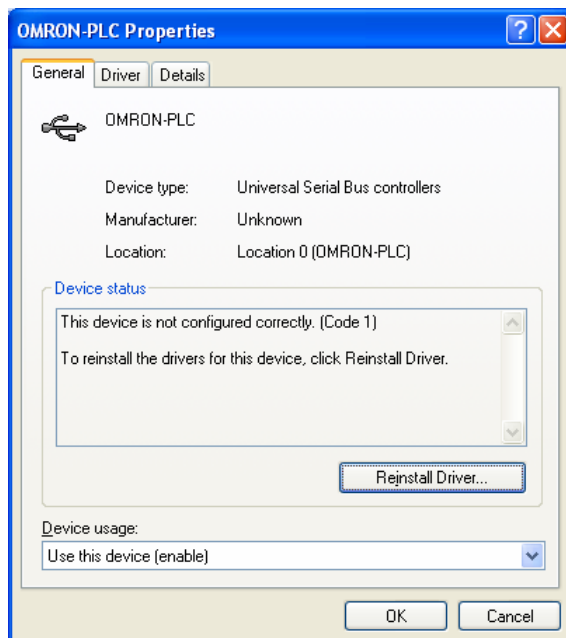 OMRON-PLC Properties
General Driver Details
OMRON-PLC
Device type: Universal Serial Bus controllers
Manufacturer: Unknown
Location: Location 0 (OMRON-PLC)
Device status
This device is not configured correctly. (Code 1)
To reinstall the drivers for this device, click Reinstall Driver.
Reinstall Driver...
Device usage:
Use this device (enable)
OK Cancel